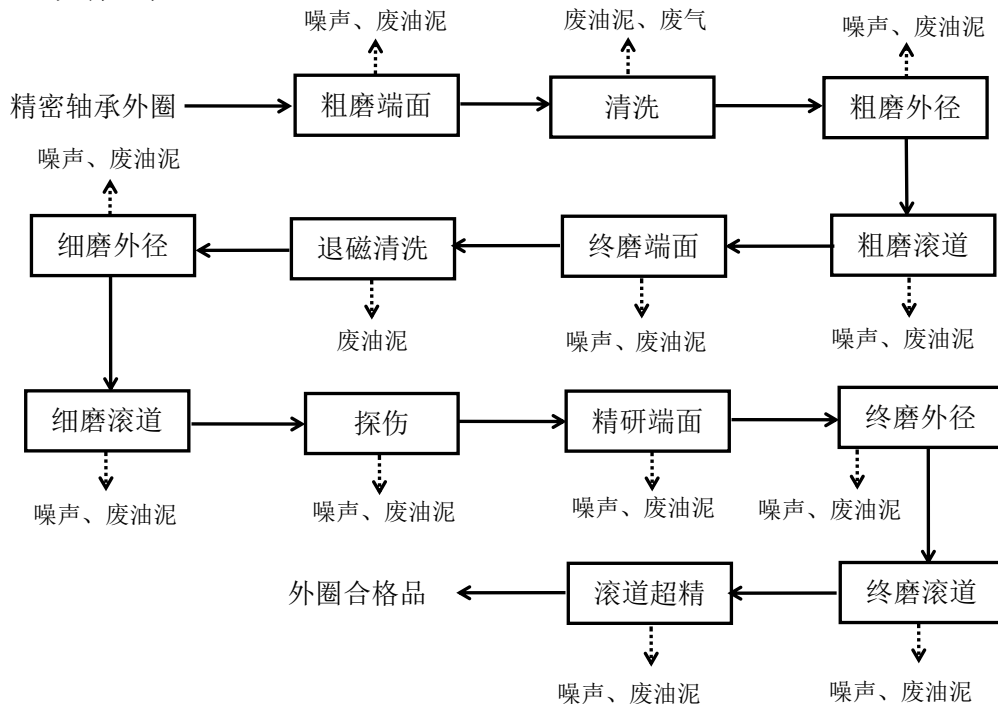 噪声、废油泥
废油泥、废气
噪声、废油泥
精密轴承外圈
粗磨端面
清洗
粗磨外径
噪声、废油泥
细磨外径
退磁清洗
终磨端面
粗磨滚道
废油泥
噪声、废油泥
噪声、废油泥
细磨滚道
探伤
精研端面
终磨外径
噪声、废油泥
噪声、废油泥
噪声、废油泥
噪声、废油泥
外圈合格品
滚道超精
终磨滚道
噪声、废油泥
噪声、废油泥